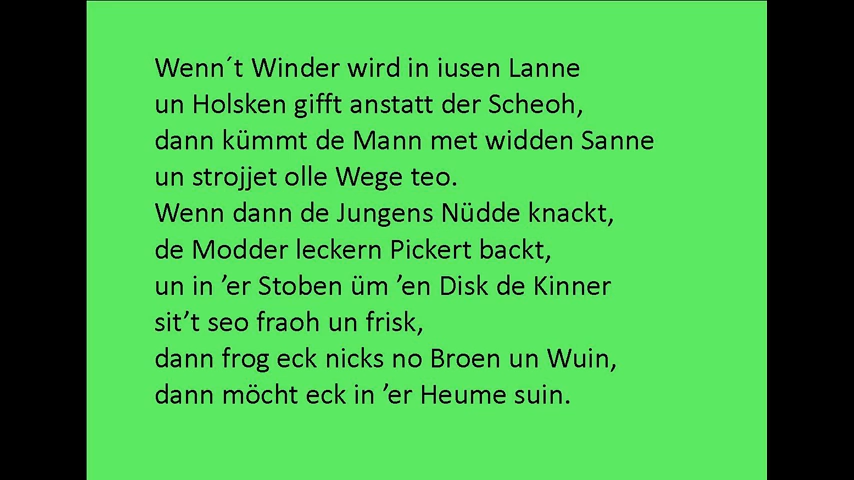 Wenn´t Winder wird in iusen Lanne
un Holsken gifft anstatt der Scheoh,
dann kümmt de Mann met widden Sanne
un strojjet olle Wege teo.
Wenn dann de Jungens Nüdde knackt,
de Modder leckern Pickert backt,
un in ’er Stoben üm ’en Disk de Kinner
sit’t seo fraoh un frisk,
dann frog eck nicks no Broen un Wuin,
dann möcht eck in ’er Heume suin.